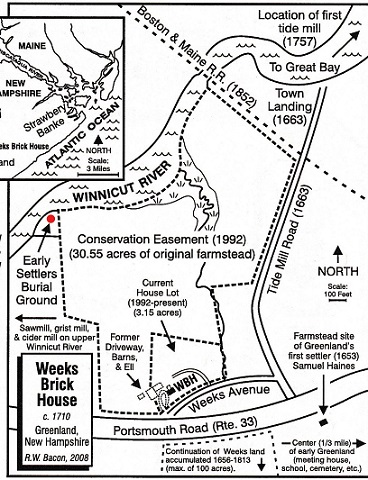 MAINE
NEW
AMPSHIRE
PISCATAQUA RIVER
Strawbery
Banke
eks Brick House
and
ATLANTIC OCEAN
NORTH
Scale:
3 Miles
Boston & Maine R.R. (1852)
Location of first
tide mill
(1757)
To Great Bay
Town
Landing
(1663)
WINNICUT RIVER
Tide Mill Road (1663)
Conservation Easement (1992)
(30.55 acres of original farmstead)
Early
Settlers
Burial
Ground
Current
House Lot
(1992-present)
(3.15 acres)
NORTH
Scale:
100 Feet
Sawmill, grist mill,
& cider mill on upper
Winnicut River
Former
Driveway,
Barns,
& Ell
WBH
Weeks Avenue
Farmstead site
of Greenland's
first settler (1653)
Samuel Haines
Weeks
Brick
House
c. 1710
Greenland,
New Hampshire
R.W. Bacon, 2008
Portsmouth Road (Rte. 33)
Continuation of Weeks land
accumulated 1656-1813
(max. of 100 acres).
Center (1/3 mile)
of early Greenland
(meeting house,
school, cemetery, etc.)